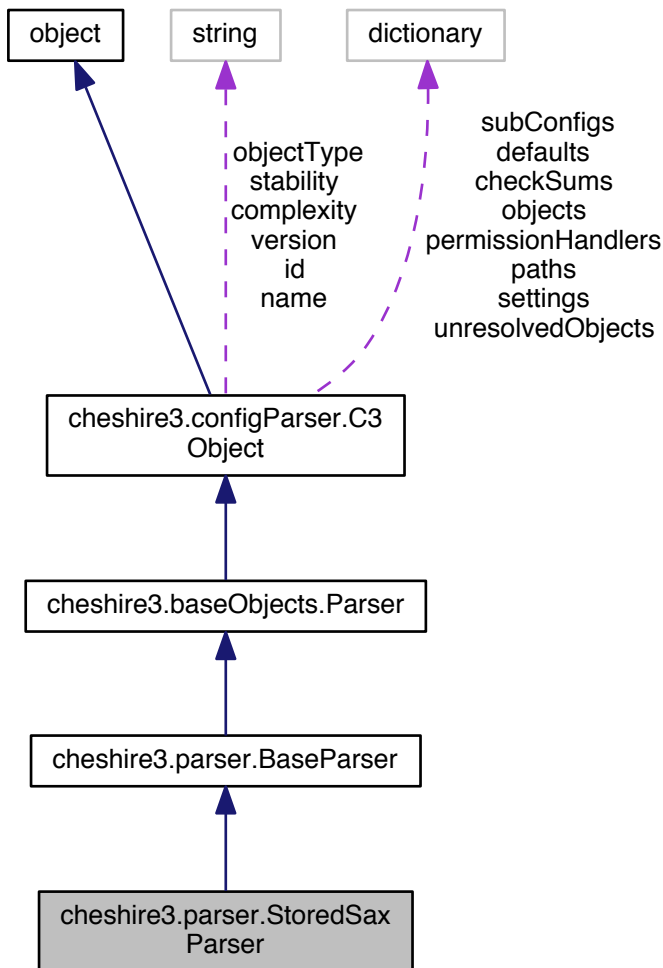 object
string
dictionary
objectType
stability
complexity
version
id
name
subConfigs
defaults
checkSums
objects
permissionHandlers
paths
settings
unresolvedObjects
cheshire3.configParser.C3
Object
cheshire3.baseObjects.Parser
cheshire3.parser.BaseParser
cheshire3.parser.StoredSax
Parser